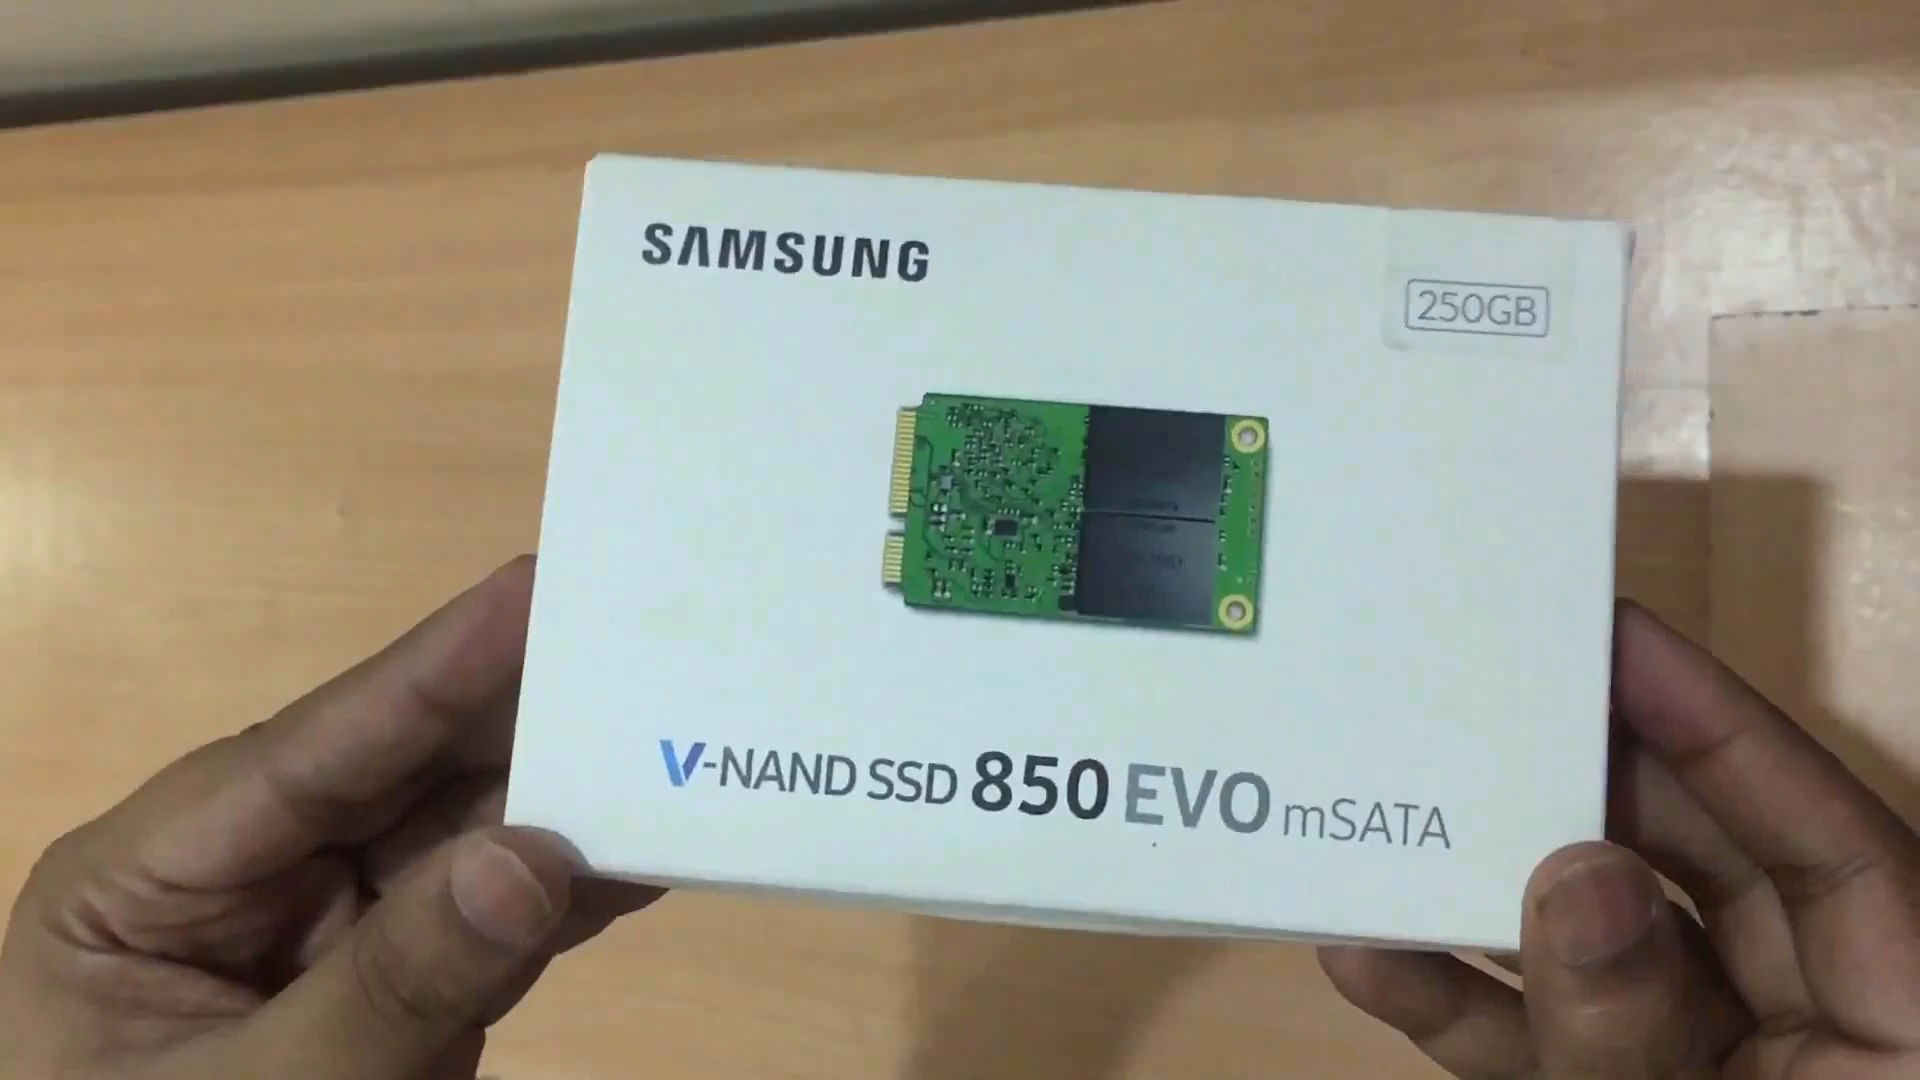 SAMSUNG
250GB
V-NAND SSD 850 EVO mSATA